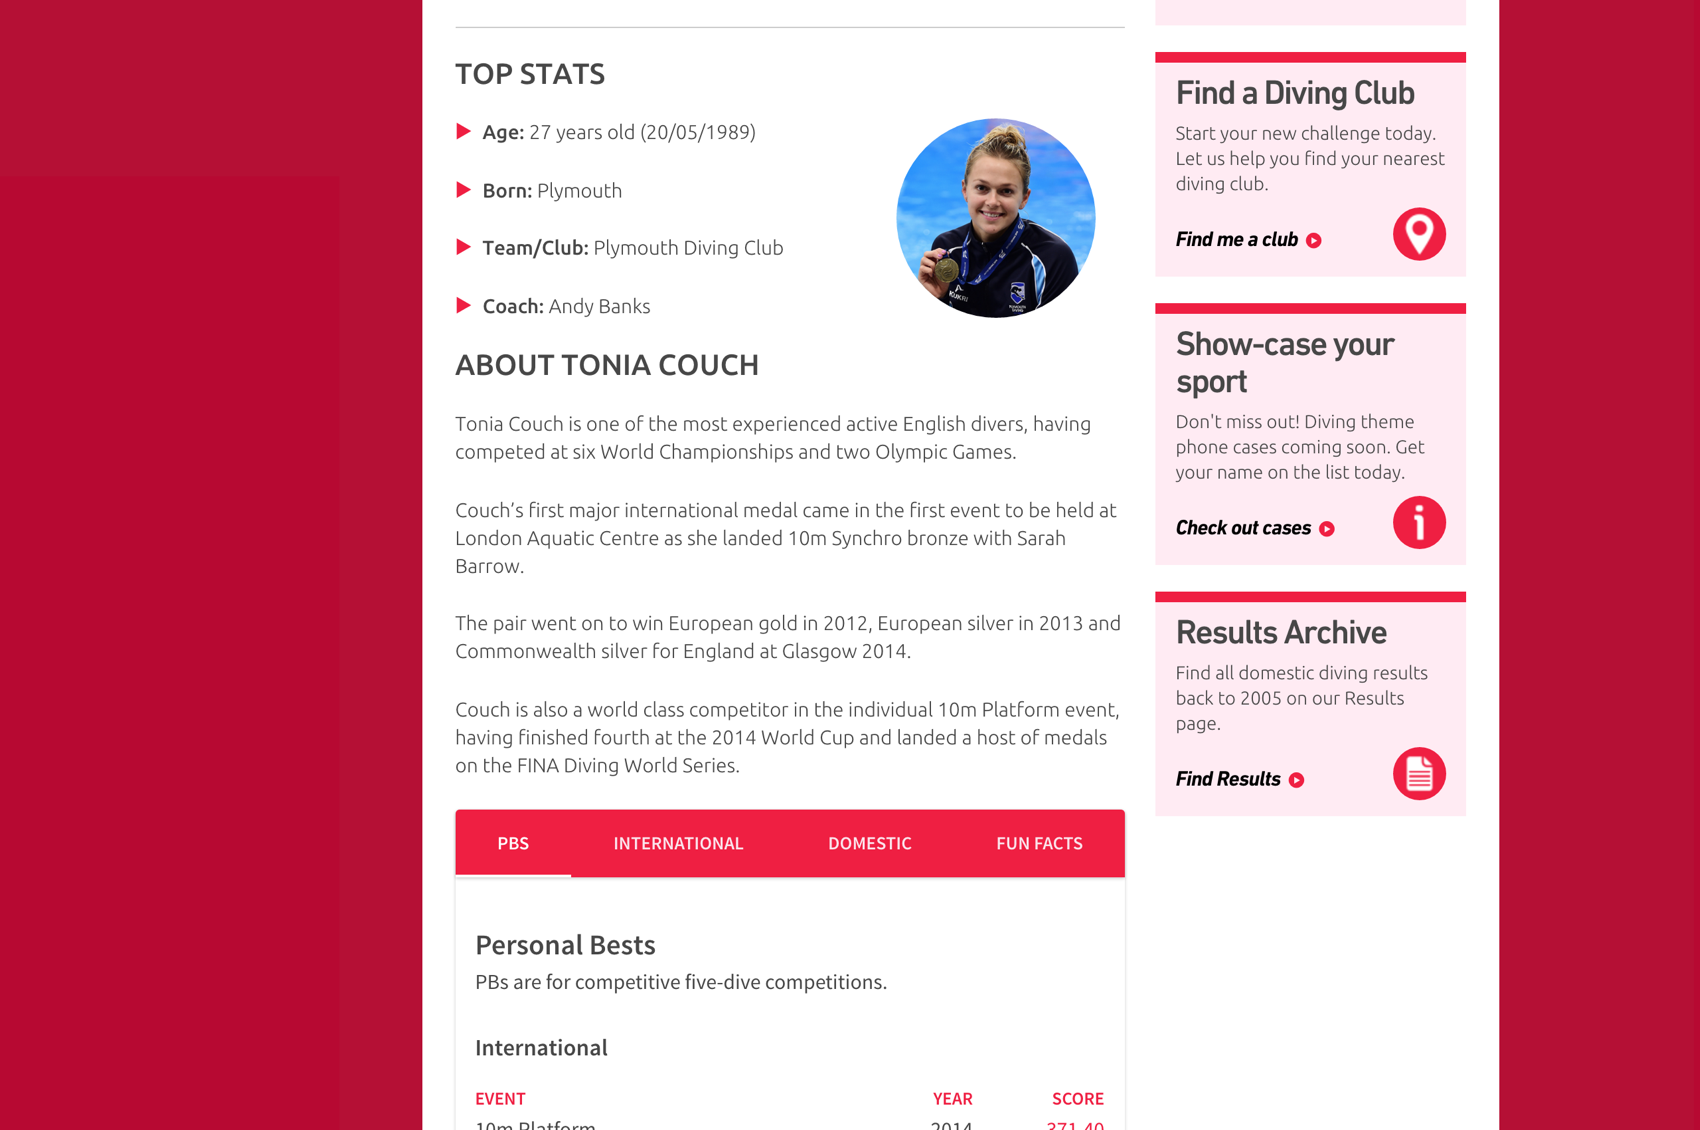 TOP STATS
Age: 27 years old (20/05/1989)
Born: Plymouth
Team/Club: Plymouth Diving Club
Coach: Andy Banks
KUKRI
ABOUT TONIA COUCH
Tonia Couch is one of the most experienced active English divers, having
competed at six World Championships and two Olympic Games.
Couch’s first major international medal came in the first event to be held at
London Aquatic Centre as she landed 10m Synchro bronze with Sarah
Barrow.
The pair went on to win European gold in 2012, European silver in 2013 and
Commonwealth silver for England at Glasgow 2014.
Couch is also a world class competitor in the individual 10m Platform event,
having finished fourth at the 2014 World Cup and landed a host of medals
on the FINA Diving World Series.
PBS INTERNATIONAL DOMESTIC FUN FACTS
Personal Bests
PBs are for competitive five-dive competitions.
International
EVENT YEAR SCORE
10m Platform 2014 371.40
Find a Diving Club
Start your new challenge today.
Let us help you find your nearest
diving club.
Find me a club
Show-case your
sport
Don't miss out! Diving theme
phone cases coming soon. Get
your name on the list today.
Check out cases
Results Archive
Find all domestic diving results
back to 2005 on our Results
page.
Find Results